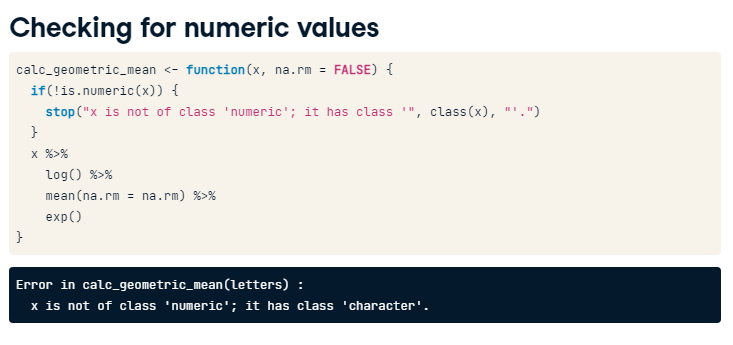 Checking for numeric values
calc_geometric_mean <- function(x, na.rm = FALSE) {
  if(!is.numeric(x)) {
    stop("x is not of class 'numeric'; it has class '", class(x), "'.")
  }
  x %>%
    log() %>%
    mean(na.rm = na.rm) %>%
    exp()
}
Error in calc_geometric_mean(letters) :
  x is not of class 'numeric'; it has class 'character'.